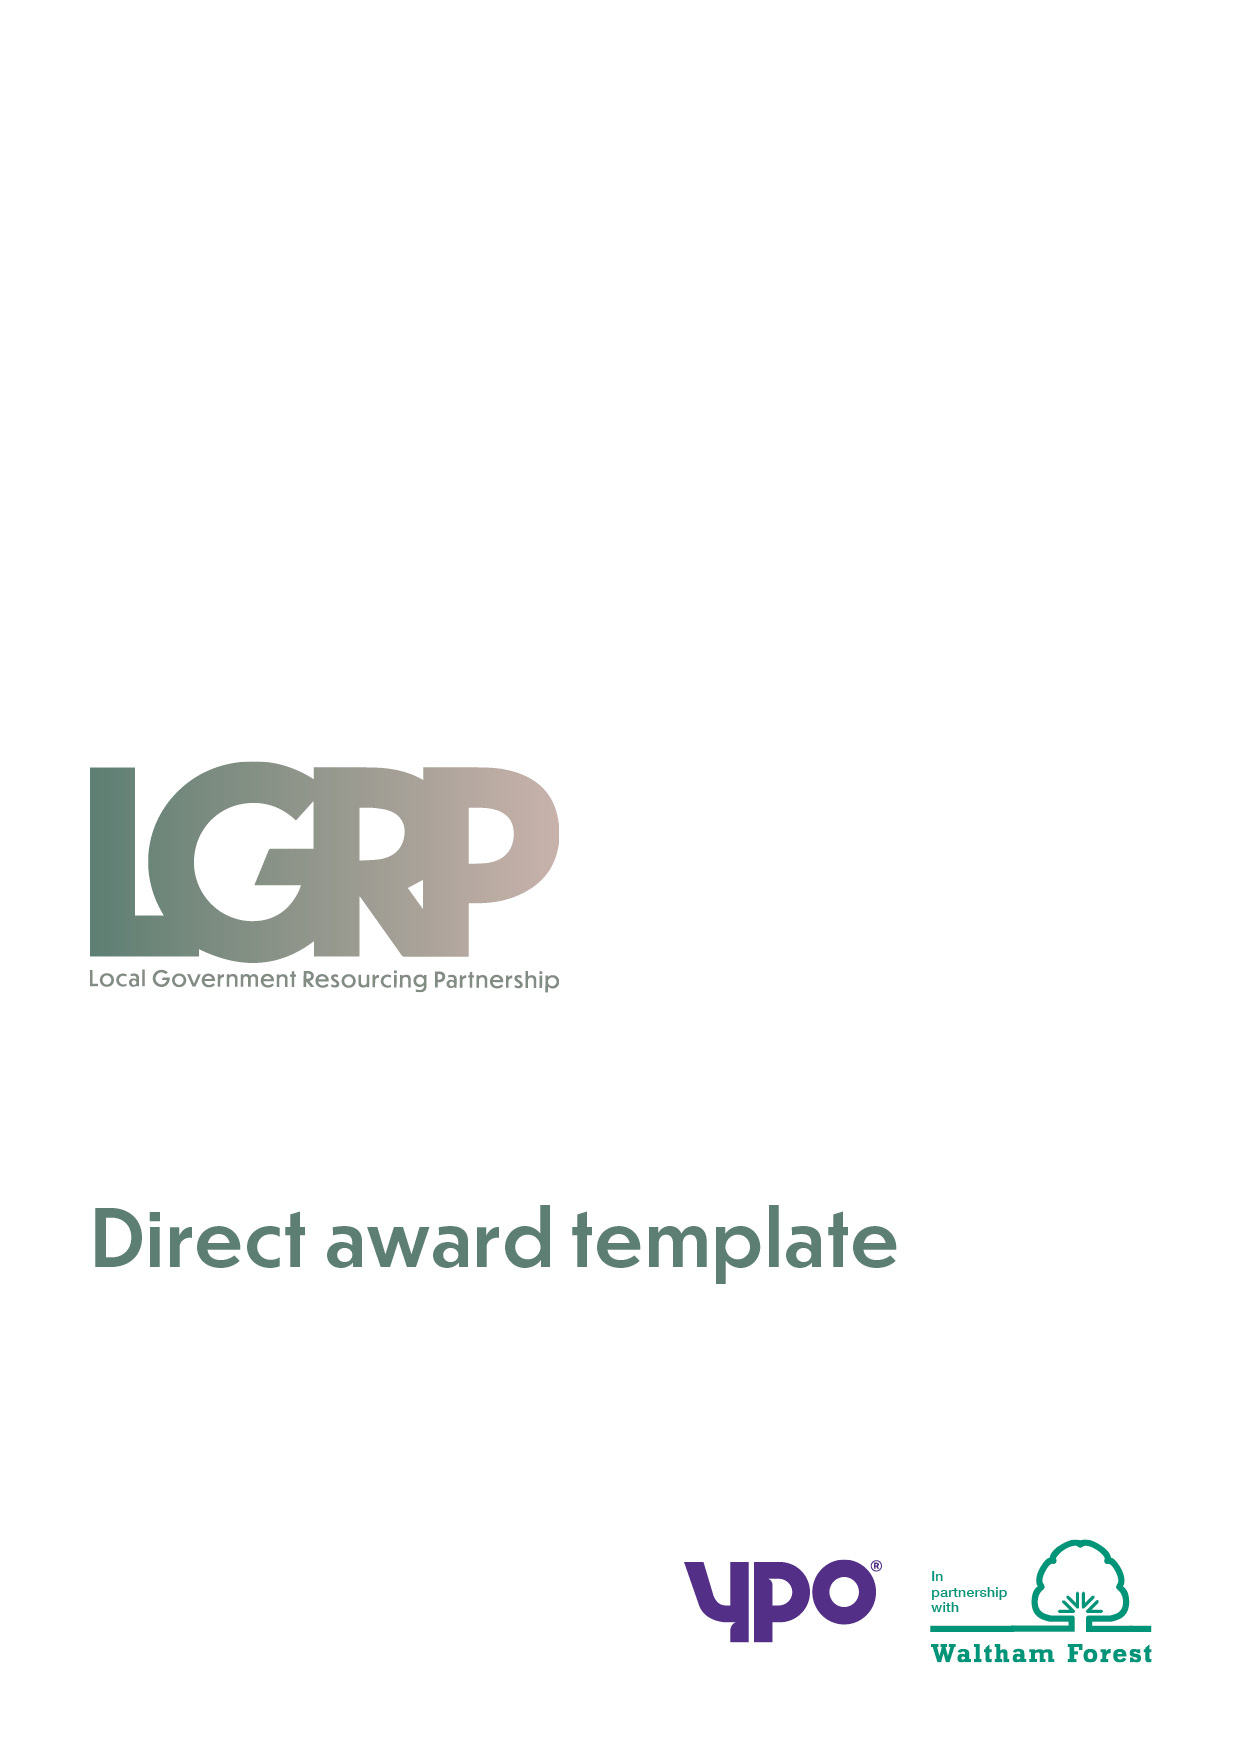 LGRP
Local Government Resourcing Partnership
Direct award template
ypo®
In
partnership
with
Waltham Forest